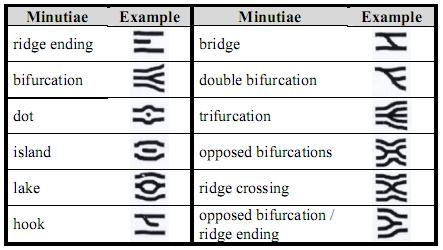 Minutiae Example Minutiae Example
ridge ending bridge
bifurcation double bifurcation
dot trifurcation
island opposed bifurcations
lake ridge crossing
hook opposed bifurcation /
ridge ending